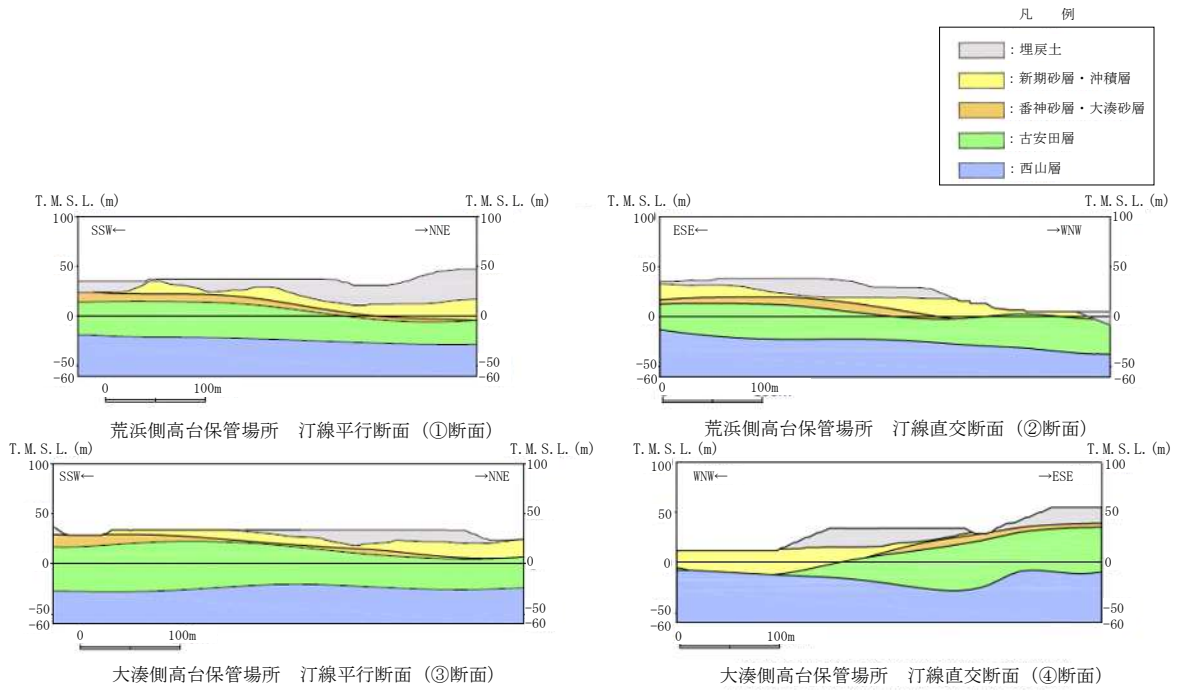 凡 例
：埋戻土
：新期砂層・沖積層
：番神砂層・大湊砂層
：古安田層
：西山層
T.M.S.L.(m)
T.M.S.L.(m)
100
100
SSW←
→NNE
50
50
0
0
-50
-50
-60
-60
0
100m
荒浜側高台保管場所 汀線平行断面（①断面）
T.M.S.L.(m)
T.M.S.L.(m)
100
100
ESE←
→WNW
50
50
0
0
-50
-50
-60
-60
0
100m
荒浜側高台保管場所 汀線直交断面（②断面）
T.M.S.L.(m)
T.M.S.L.(m)
100
100
SSW←
→NNE
50
50
0
0
-50
-50
-60
-60
0
100m
大湊側高台保管場所 汀線平行断面（③断面）
T.M.S.L.(m)
T.M.S.L.(m)
100
100
WNW←
→ESE
50
50
0
0
-50
-50
-60
-60
0
100m
大湊側高台保管場所 汀線直交断面（④断面）